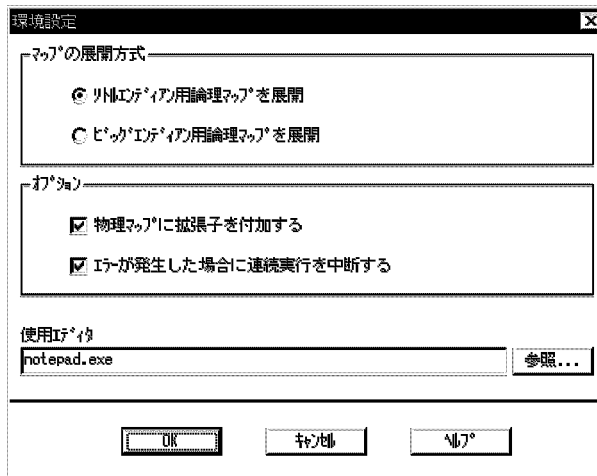 環境設定
ﾏｯﾌﾟの展開方式
ﾘﾄﾙｴﾝﾃﾞｨｱﾝ用論理ﾏｯﾌﾟを展開
ﾋﾞｯｸﾞｴﾝﾃﾞｨｱﾝ用論理ﾏｯﾌﾟを展開
ｵﾌﾟｼｮﾝ
物理ﾏｯﾌﾟに拡張子を付加する
ｴﾗｰが発生した場合に連続実行を中断する
使用ｴﾃﾞｨﾀ
notepad.exe
参照...
OK
ｷｬﾝｾﾙ
ﾍﾙﾌﾟ